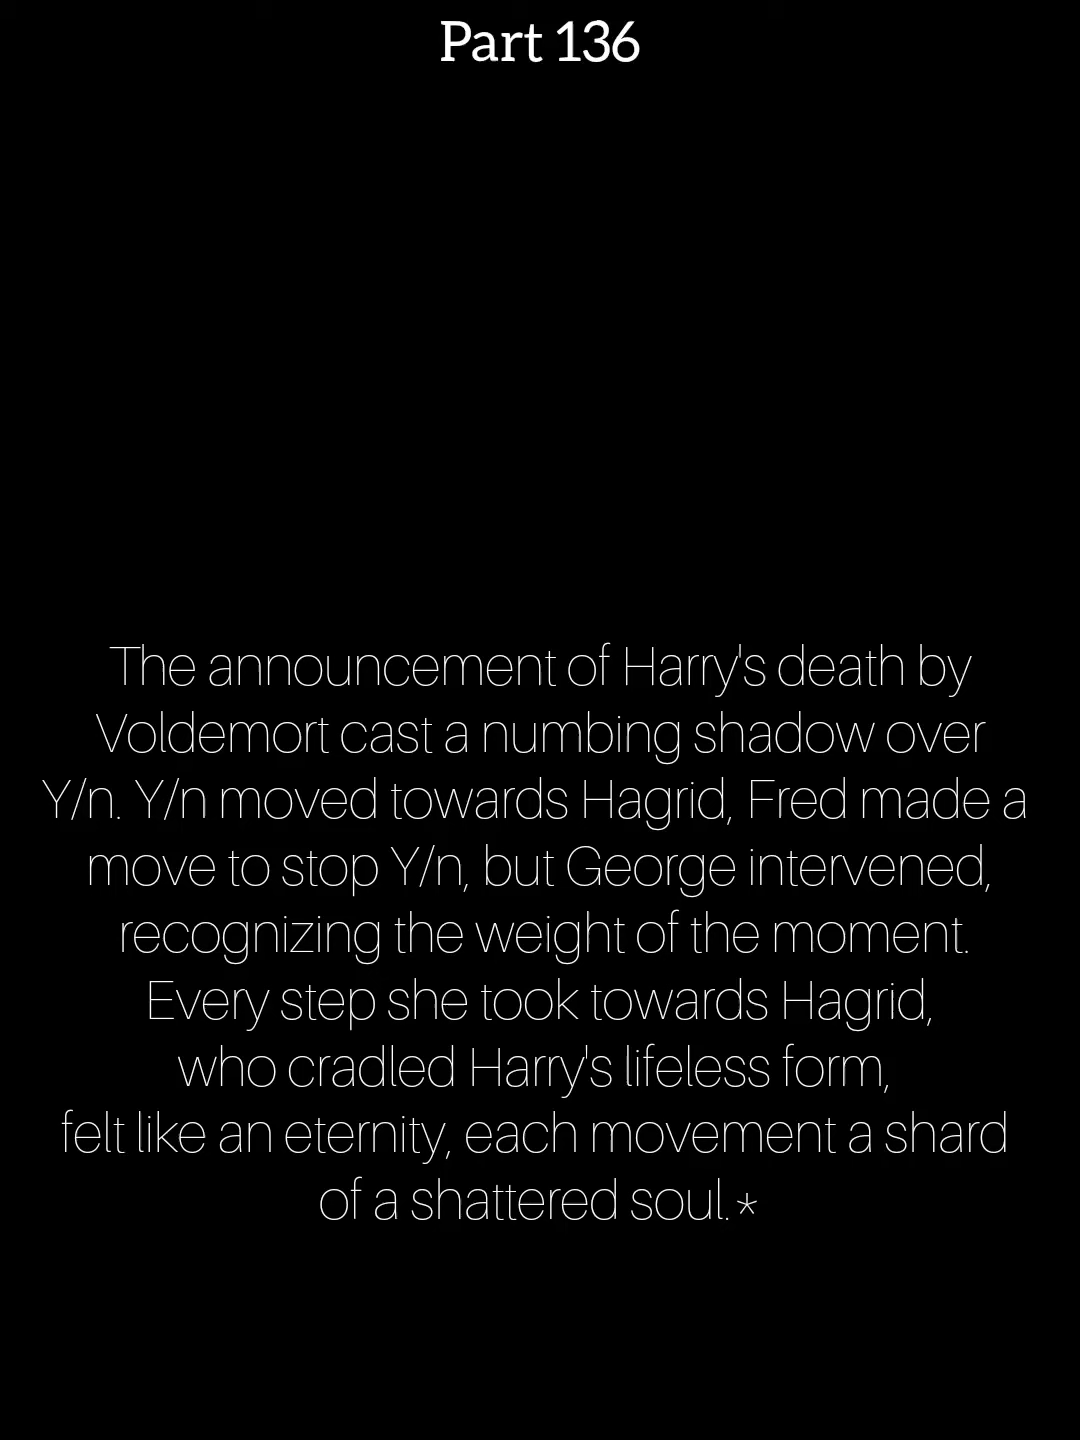 Part 136
The announcement of Harry's death by
Voldemort cast a numbing shadow over
Y/n. Y/n moved towards Hagrid, Fred made a
move to stop Y/n, but George intervened,
recognizing the weight of the moment.
Every step she took towards Hagrid,
who cradled Harry's lifeless form,
felt like an eternity, each movement a shard
of a shattered soul.*